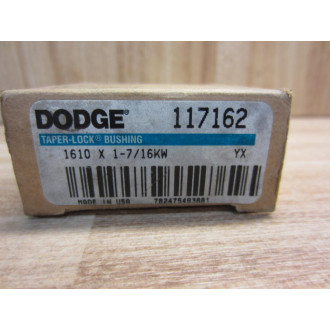 DODGE® 117162
TAPER-LOCK® BUSHING
1610 X 1-7/16KW YX
MADE IN USA